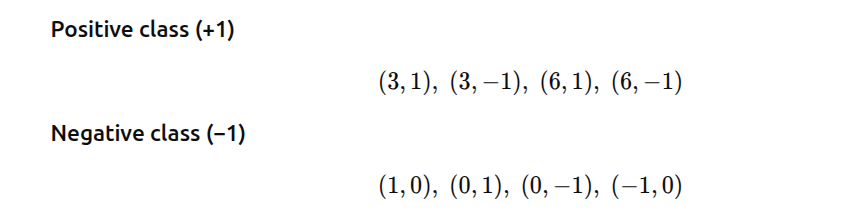 Positive class (+1)
(3, 1), (3, −1), (6, 1), (6, −1)
Negative class (−1)
(1, 0), (0, 1), (0, −1), (−1, 0)